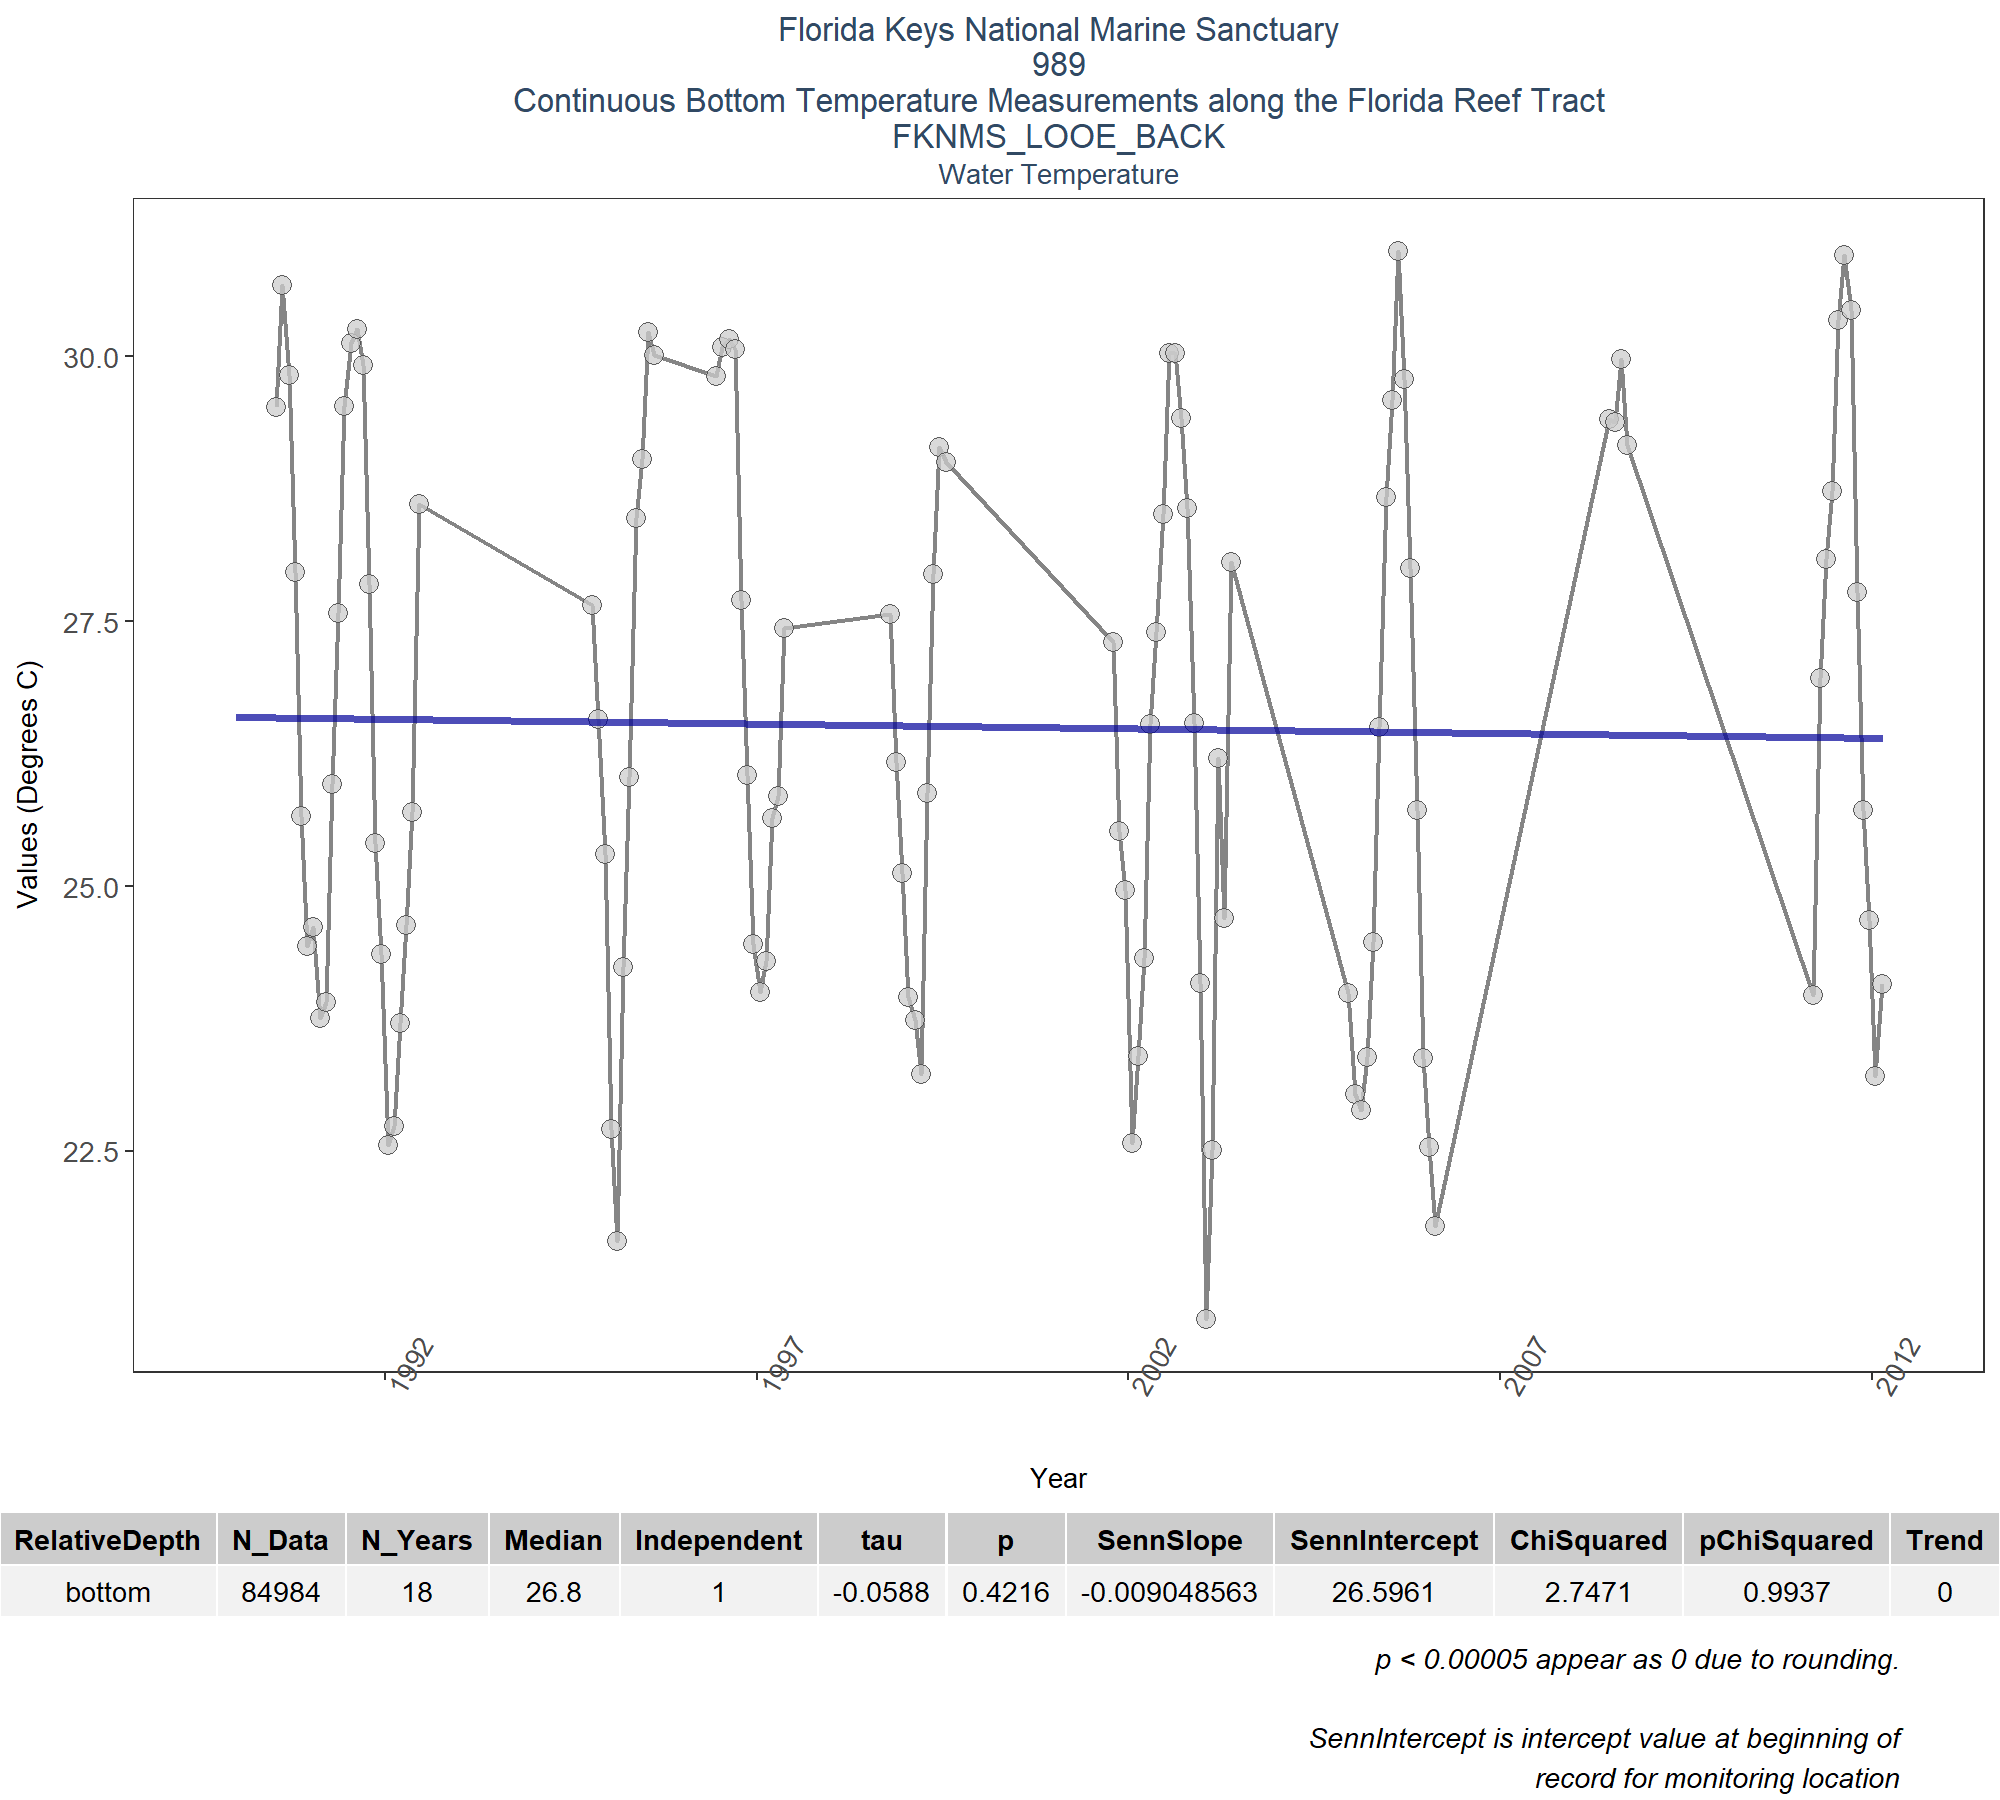 Florida Keys National Marine Sanctuary
989
Continuous Bottom Temperature Measurements along the Florida Reef Tract
FKNMS_LOOE_BACK
Water Temperature
Values (Degrees C)
30.0
27.5
25.0
22.5
1992 1997 2002 2007 2012
Year
RelativeDepth N_Data N_Years Median Independent tau p SennSlope SennIntercept ChiSquared pChiSquared Trend
bottom 84984 18 26.8 1 -0.0588 0.4216 -0.009048563 26.5961 2.7471 0.9937 0
p < 0.00005 appear as 0 due to rounding.
SennIntercept is intercept value at beginning of
record for monitoring location